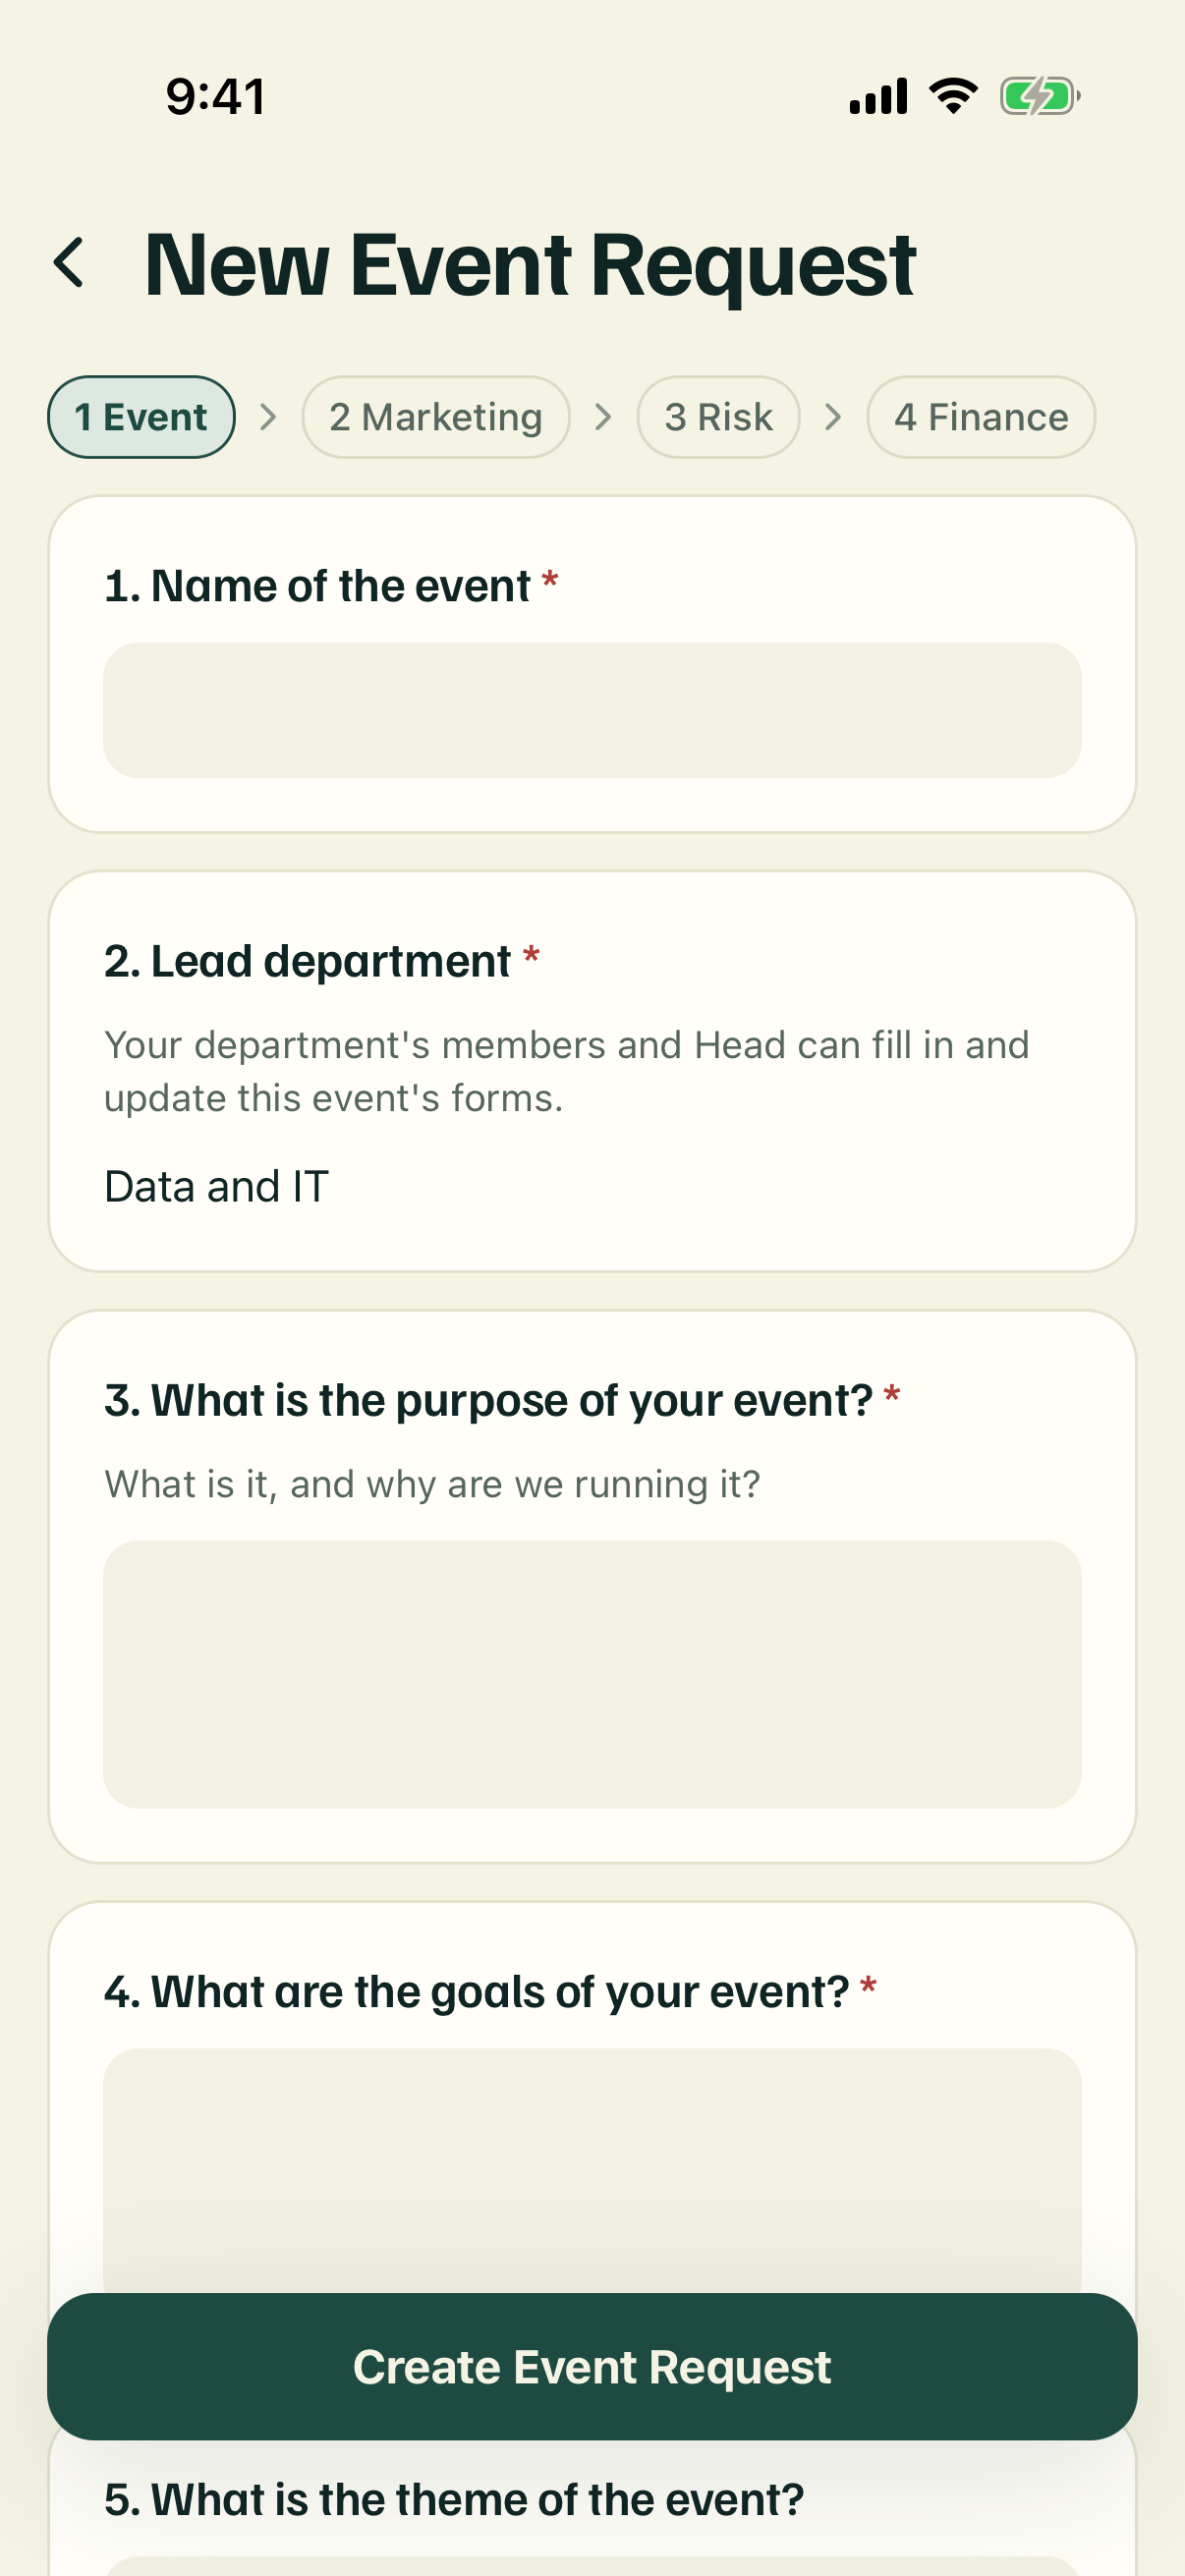 9:41
New Event Request
1 Event
2 Marketing
3 Risk
4 Finance
1. Name of the event *
2. Lead department *
Your department's members and Head can fill in and
update this event's forms.
Data and IT
3. What is the purpose of your event? *
What is it, and why are we running it?
4. What are the goals of your event? *
Create Event Request
5. What is the theme of the event?